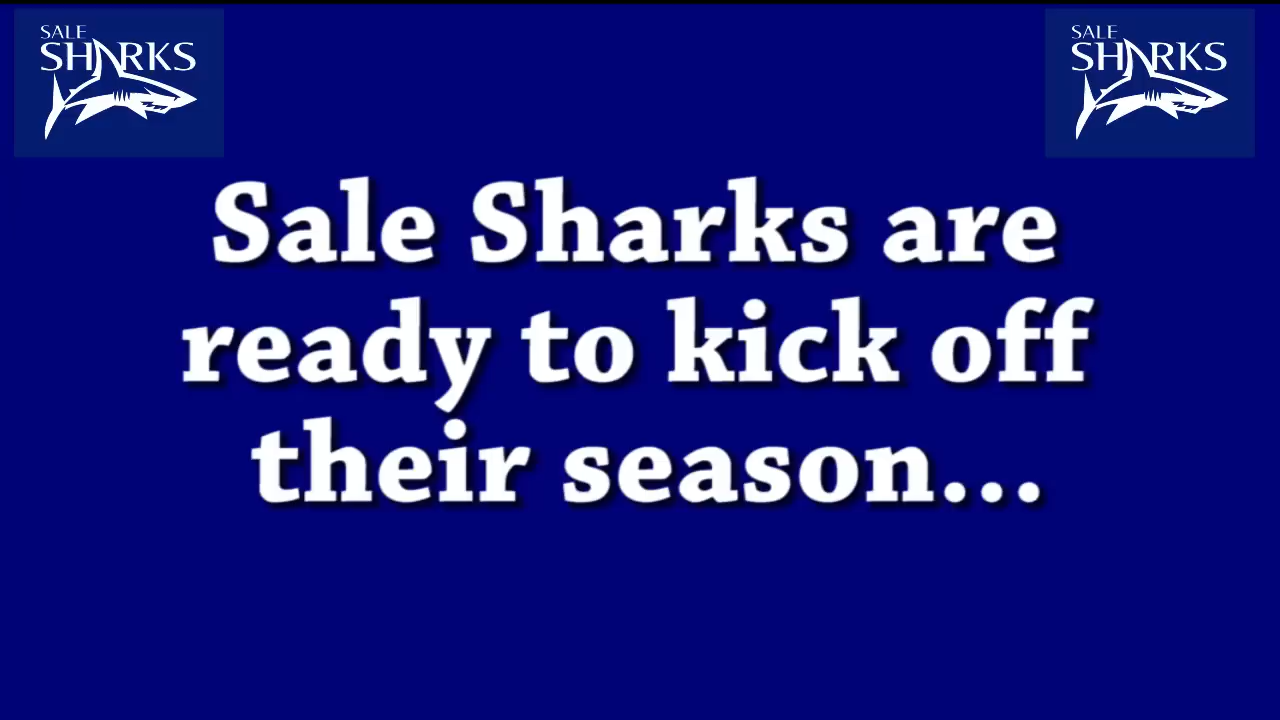 SALE
SHARKS
SALE
SHARKS
Sale Sharks are
ready to kick off
their season...